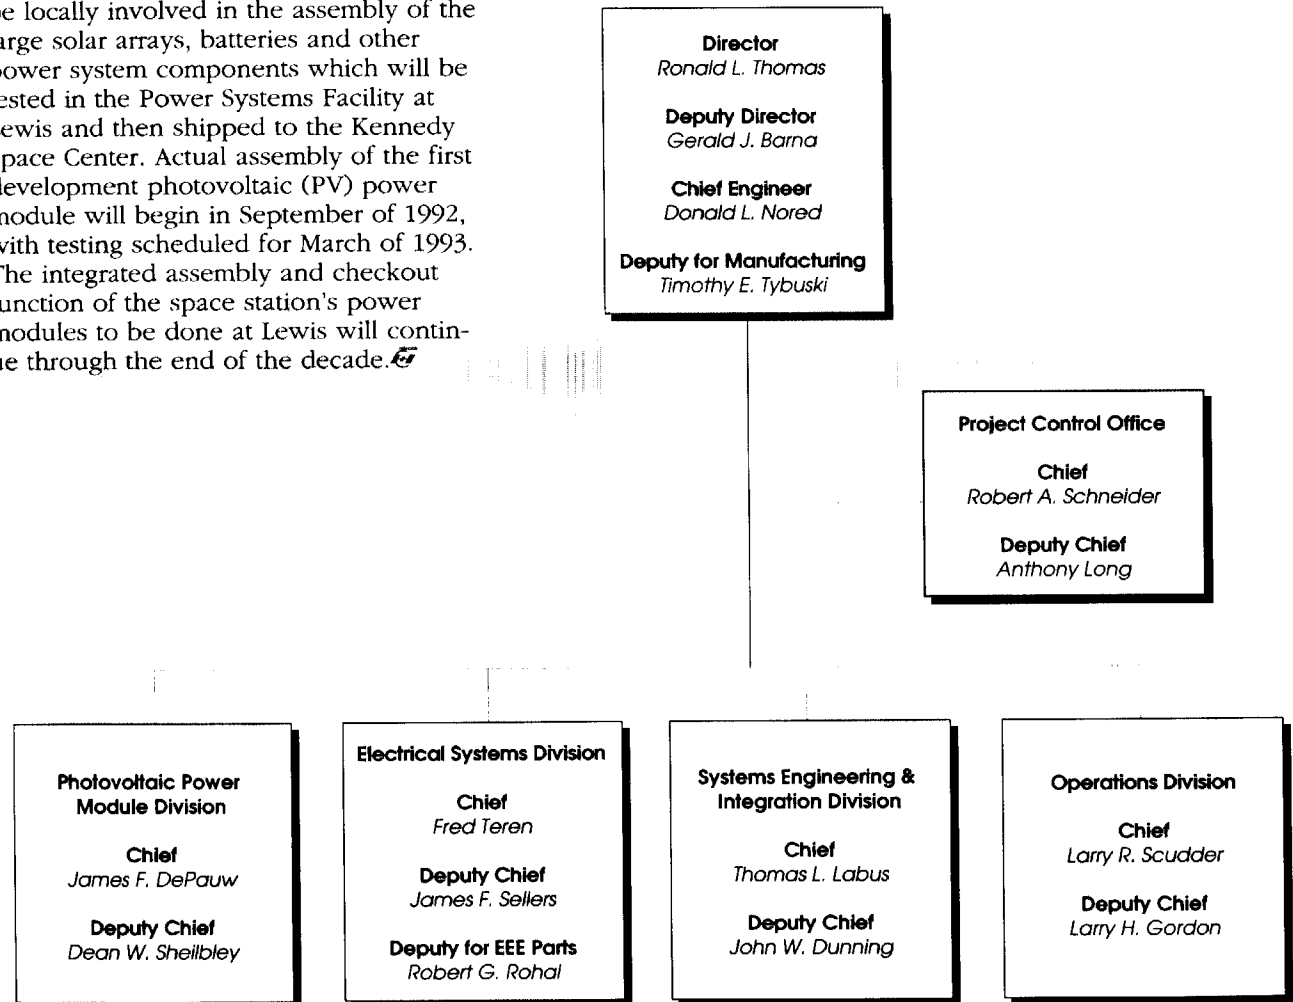 be locally involved in the assembly of the
large solar arrays, batteries and other
power system components which will be
tested in the Power Systems Facility at
Lewis and then shipped to the Kennedy
Space Center. Actual assembly of the first
development photovoltaic (PV) power
module will begin in September of 1992,
with testing scheduled for March of 1993.
The integrated assembly and checkout
function of the space station's power
modules to be done at Lewis will contin-
ue through the end of the decade.
Director
Ronald L. Thomas
Deputy Director
Gerald J. Barna
Chief Engineer
Donald L. Nored
Deputy for Manufacturing
Timothy E. Tybuski
Project Control Office
Chief
Robert A. Schneider
Deputy Chief
Anthony Long
Photovoltaic Power
Module Division
Chief
James F. DePauw
Deputy Chief
Dean W. Sheilbley
Electrical Systems Division
Chief
Fred Teren
Deputy Chief
James F. Sellers
Deputy for EEE Parts
Robert G. Rohal
Systems Engineering &
Integration Division
Chief
Thomas L. Labus
Deputy Chief
John W. Dunning
Operations Division
Chief
Larry R. Scudder
Deputy Chief
Larry H. Gordon